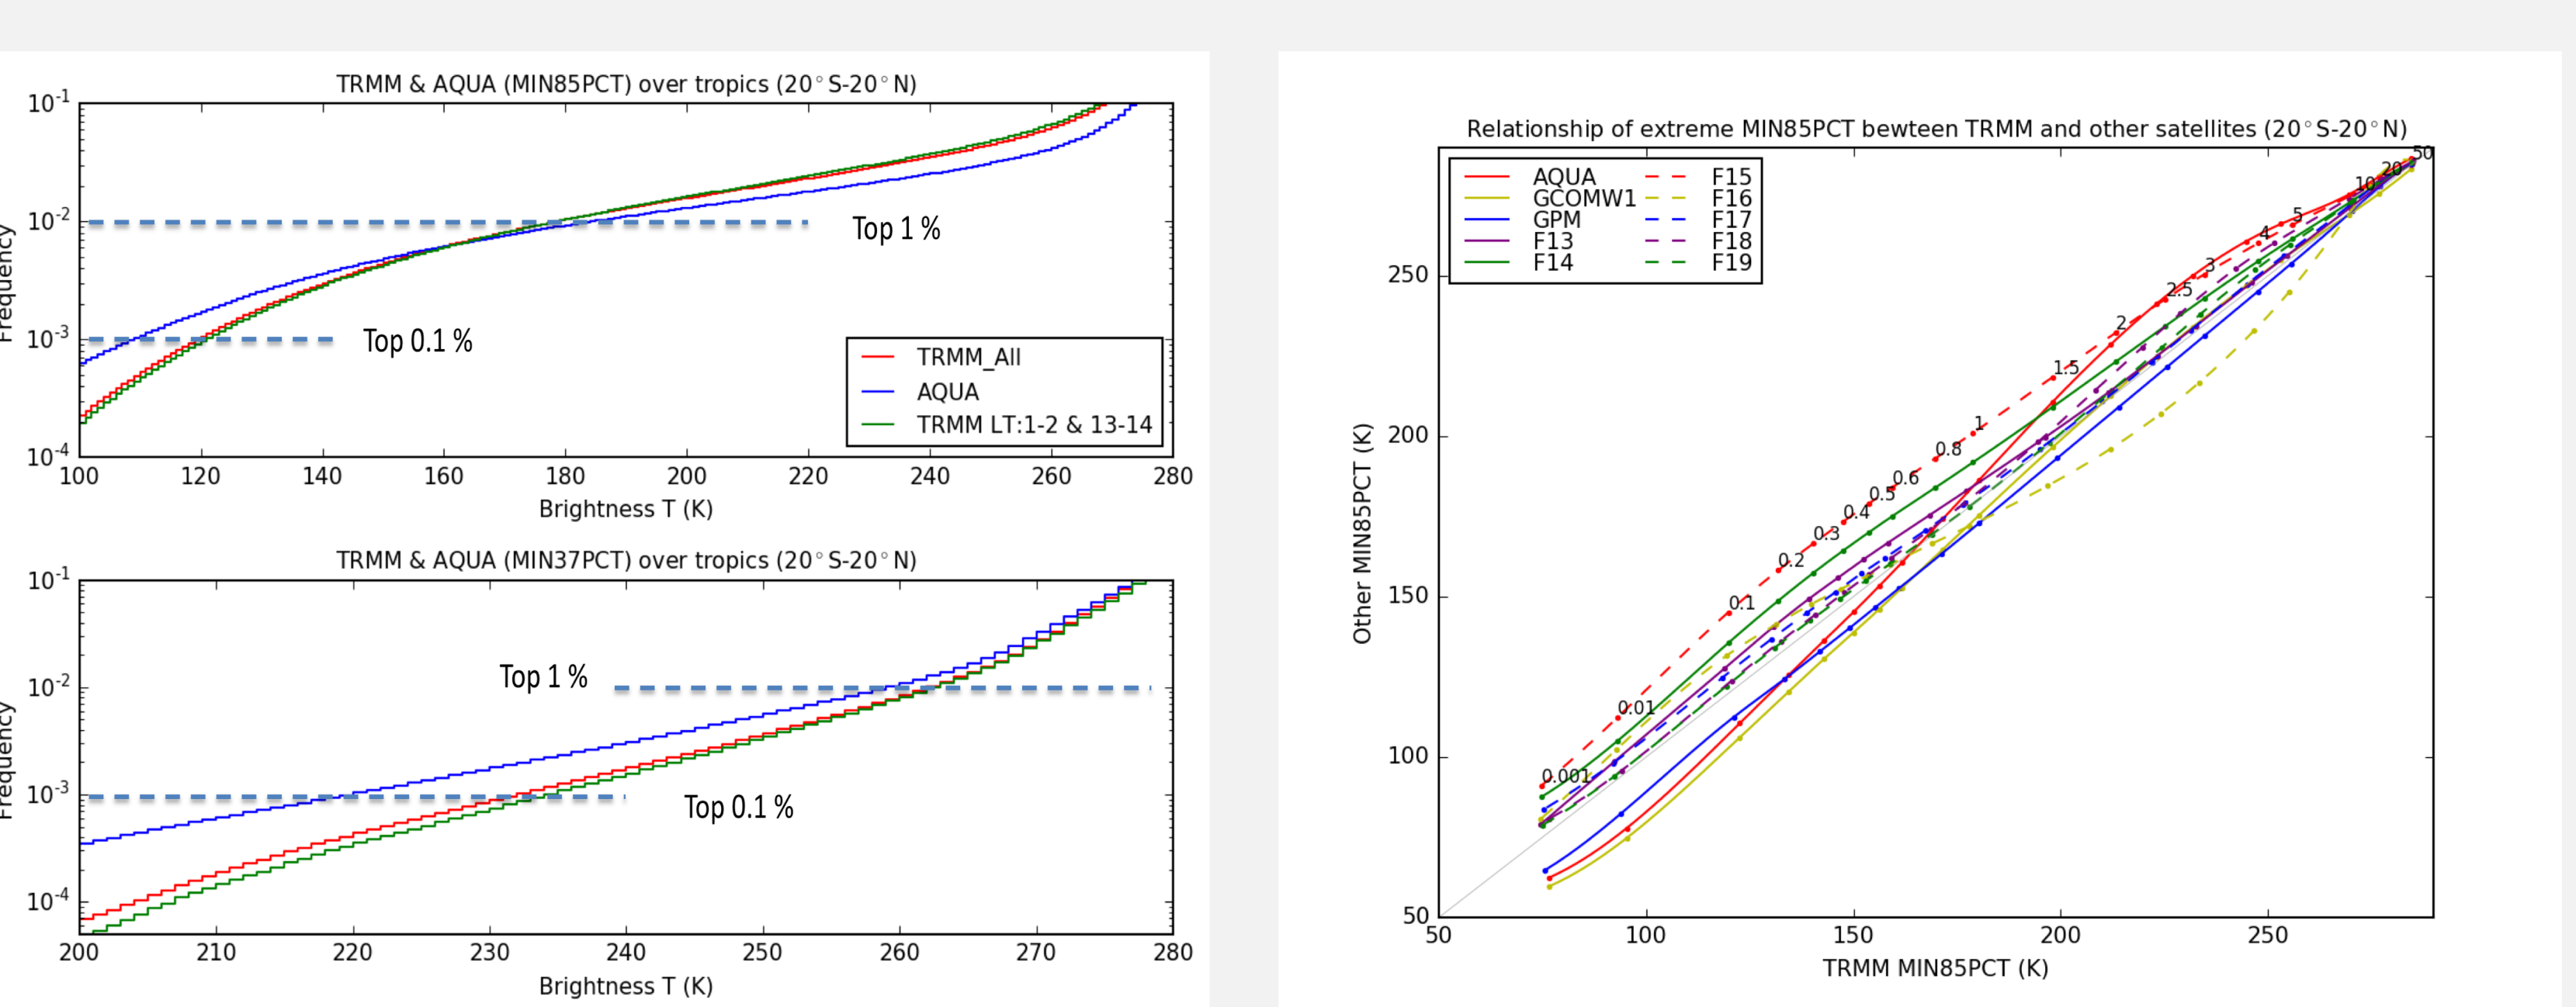 TRMM & AQUA (MIN85PCT) over tropics (20°S-20°N)
10-1
10-2
10-3
10-4
Frequency
Top 1 %
Top 0.1 %
TRMM_All
AQUA
TRMM LT:1-2 & 13-14
100 120 140 160 180 200 220 240 260 280
Brightness T (K)
TRMM & AQUA (MIN37PCT) over tropics (20°S-20°N)
10-1
10-2
10-3
10-4
Frequency
Top 1 %
Top 0.1 %
200 210 220 230 240 250 260 270 280
Brightness T (K)
Relationship of extreme MIN85PCT bewteen TRMM and other satellites (20°S-20°N)
AQUA F15
GCOMW1 F16
GPM F17
F13 F18
F14 F19
50
20
10
5
4
3
2.5
2
1.5
1
0.8
0.6
0.5
0.4
0.3
0.2
0.1
0.01
0.001
250
200
150
100
50
Other MIN85PCT (K)
50 100 150 200 250
TRMM MIN85PCT (K)